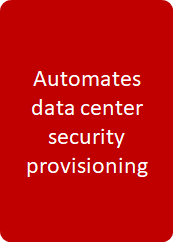 Automates
data center
security
provisioning